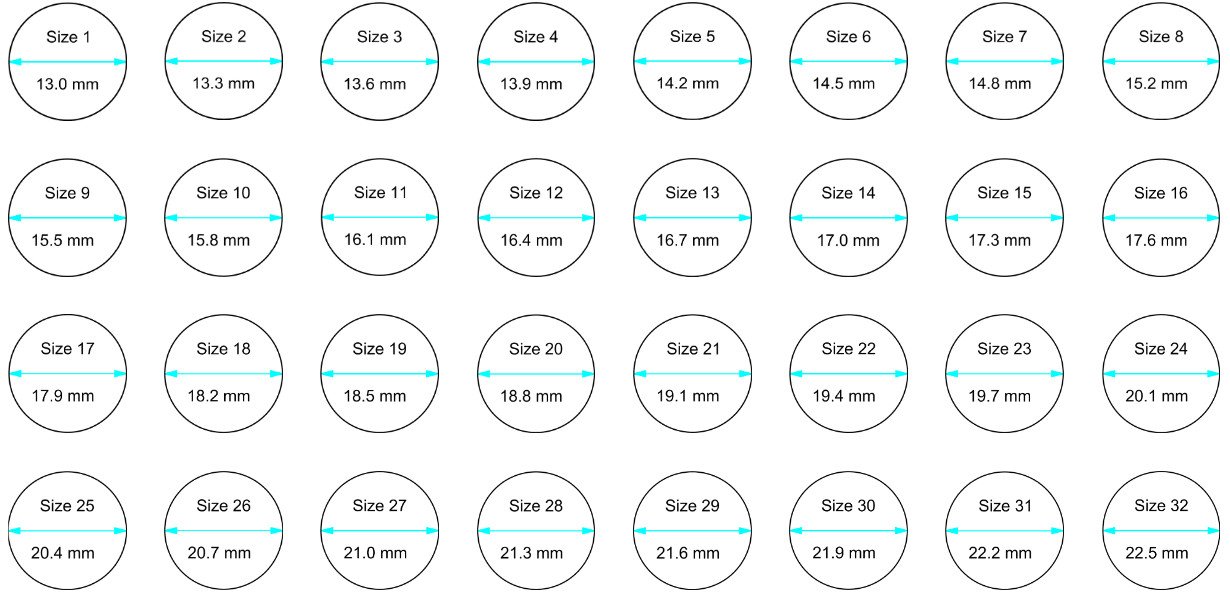 Size 1
13.0 mm
Size 2
13.3 mm
Size 3
13.6 mm
Size 4
13.9 mm
Size 5
14.2 mm
Size 6
14.5 mm
Size 7
14.8 mm
Size 8
15.2 mm
Size 9
15.5 mm
Size 10
15.8 mm
Size 11
16.1 mm
Size 12
16.4 mm
Size 13
16.7 mm
Size 14
17.0 mm
Size 15
17.3 mm
Size 16
17.6 mm
Size 17
17.9 mm
Size 18
18.2 mm
Size 19
18.5 mm
Size 20
18.8 mm
Size 21
19.1 mm
Size 22
19.4 mm
Size 23
19.7 mm
Size 24
20.1 mm
Size 25
20.4 mm
Size 26
20.7 mm
Size 27
21.0 mm
Size 28
21.3 mm
Size 29
21.6 mm
Size 30
21.9 mm
Size 31
22.2 mm
Size 32
22.5 mm